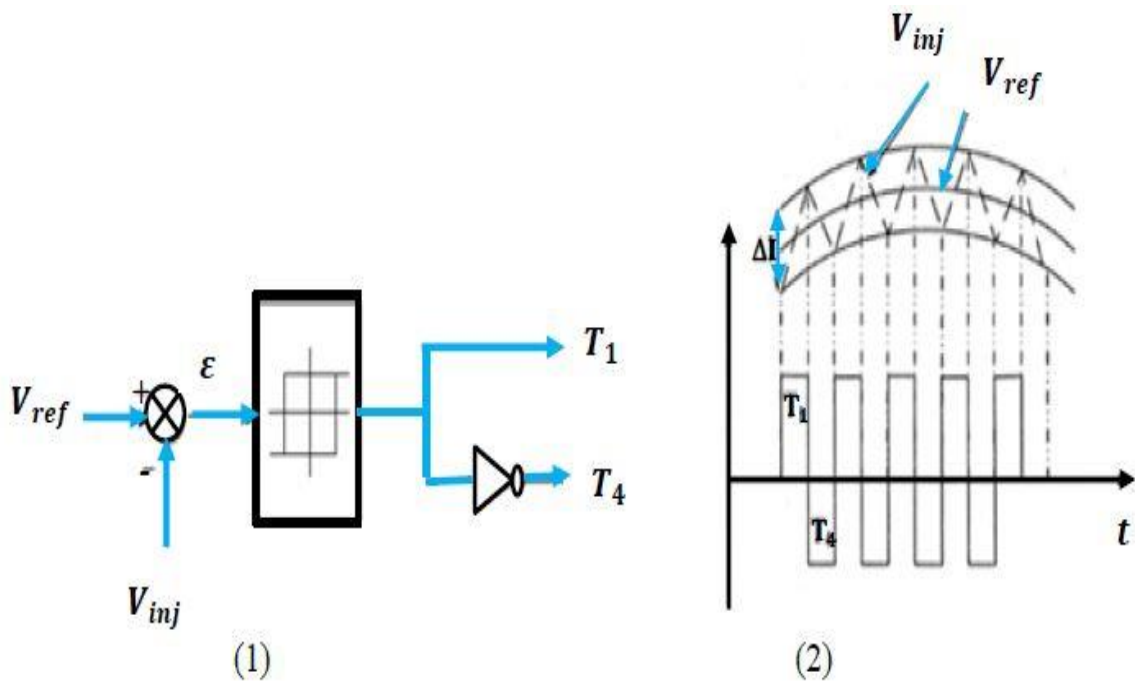 V_ref
+
-
V_inj
ε
T_1
T_4
(1)
V_inj
V_ref
ΔI
T_1
T_4
t
(2)